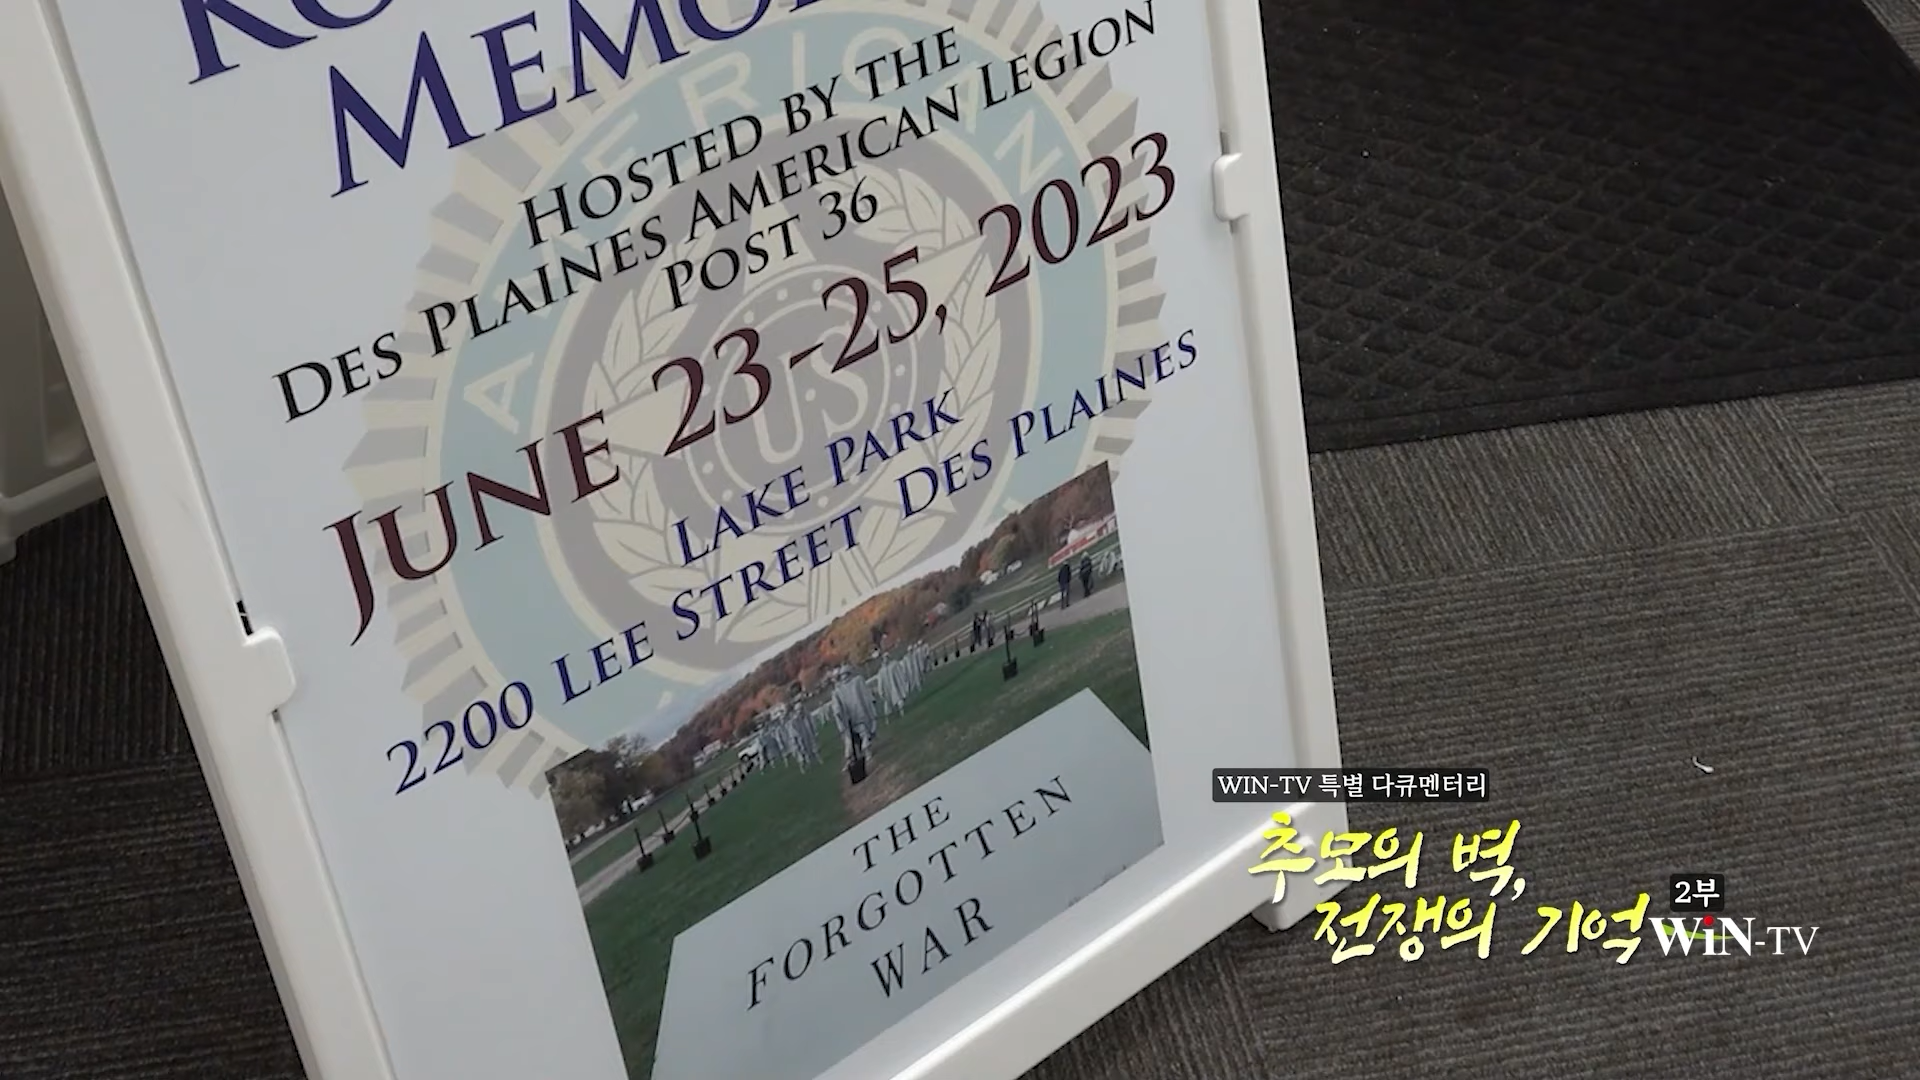 MEMO
HOSTED BY THE
DES PLAINES AMERICAN LEGION
POST 36
JUNE 23-25, 2023
LAKE PARK
2200 LEE STREET DES PLAINES
AMERICAN
US
THE
FORGOTTEN
WAR
WIN-TV 특별 다큐멘터리
추모의 벽,
전쟁의 기억
2부
WiN-TV